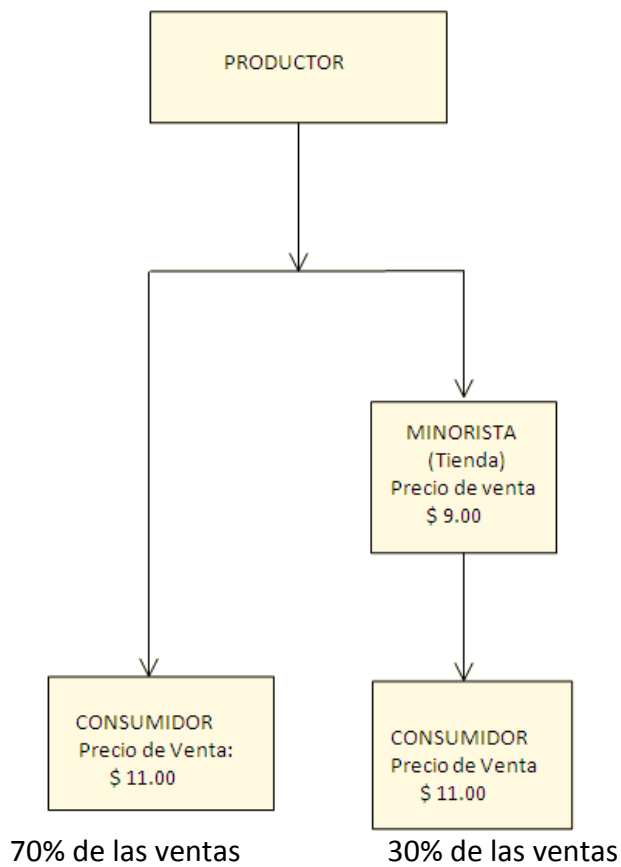 PRODUCTOR
MINORISTA
(Tienda)
Precio de venta
$ 9.00
CONSUMIDOR
Precio de Venta:
$ 11.00
CONSUMIDOR
Precio de Venta
$ 11.00
70% de las ventas
30% de las ventas